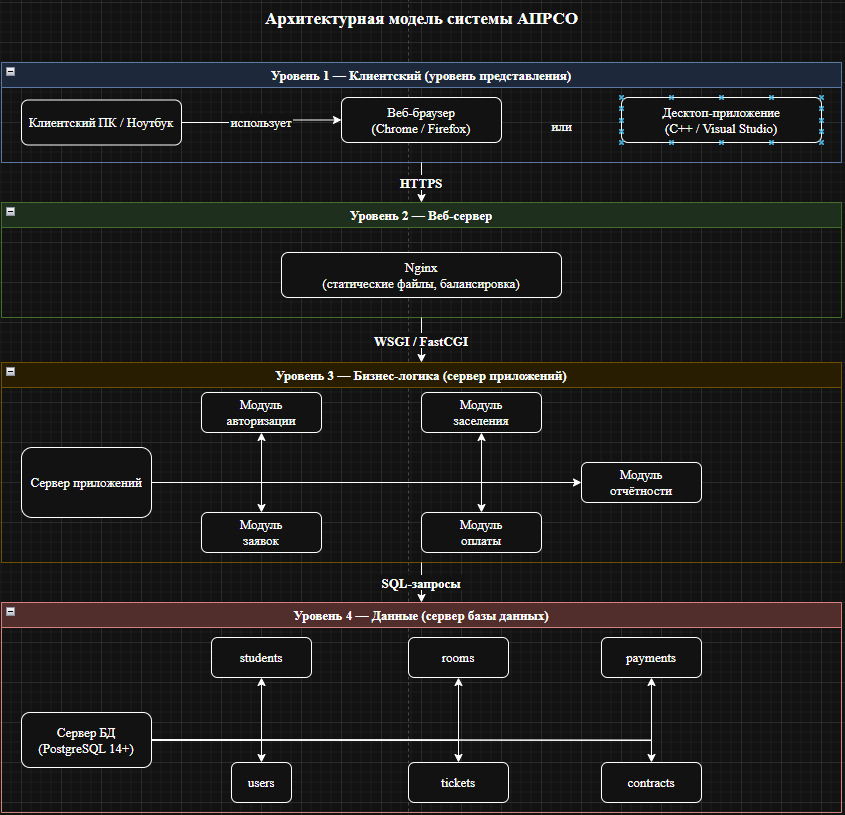 Архитектурная модель системы АПРСО
Уровень 1 — Клиентский (уровень представления)
Клиентский ПК / Ноутбук
использует
Веб-браузер
(Chrome / Firefox)
или
Десктоп-приложение
(C++ / Visual Studio)
HTTPS
Уровень 2 — Веб-сервер
Nginx
(статические файлы, балансировка)
WSGI / FastCGI
Уровень 3 — Бизнес-логика (сервер приложений)
Модуль
авторизации
Модуль
заселения
Сервер приложений
Модуль
отчётности
Модуль
заявок
Модуль
оплаты
SQL-запросы
Уровень 4 — Данные (сервер базы данных)
students
rooms
payments
Сервер БД
(PostgreSQL 14+)
users
tickets
contracts